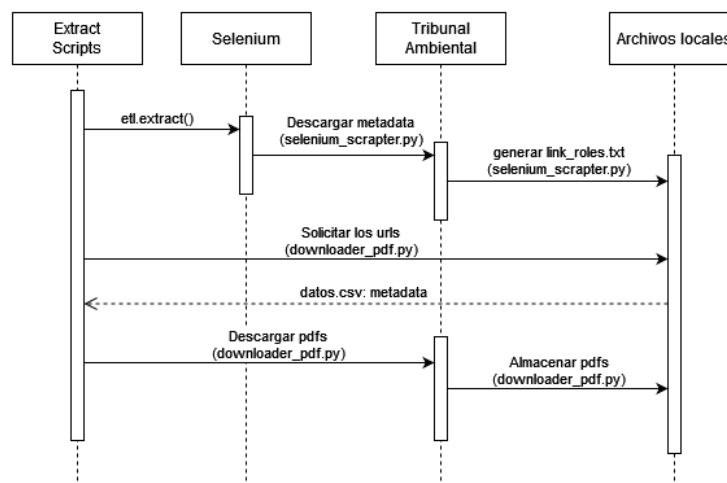 Extract
Scripts
Selenium
Tribunal
Ambiental
Archivos locales
etl.extract()
Descargar metadata
(selenium_scrapter.py)
generar link_roles.txt
(selenium_scrapter.py)
Solicitar los urls
(downloader_pdf.py)
datos.csv: metadata
Descargar pdfs
(downloader_pdf.py)
Almacenar pdfs
(downloader_pdf.py)